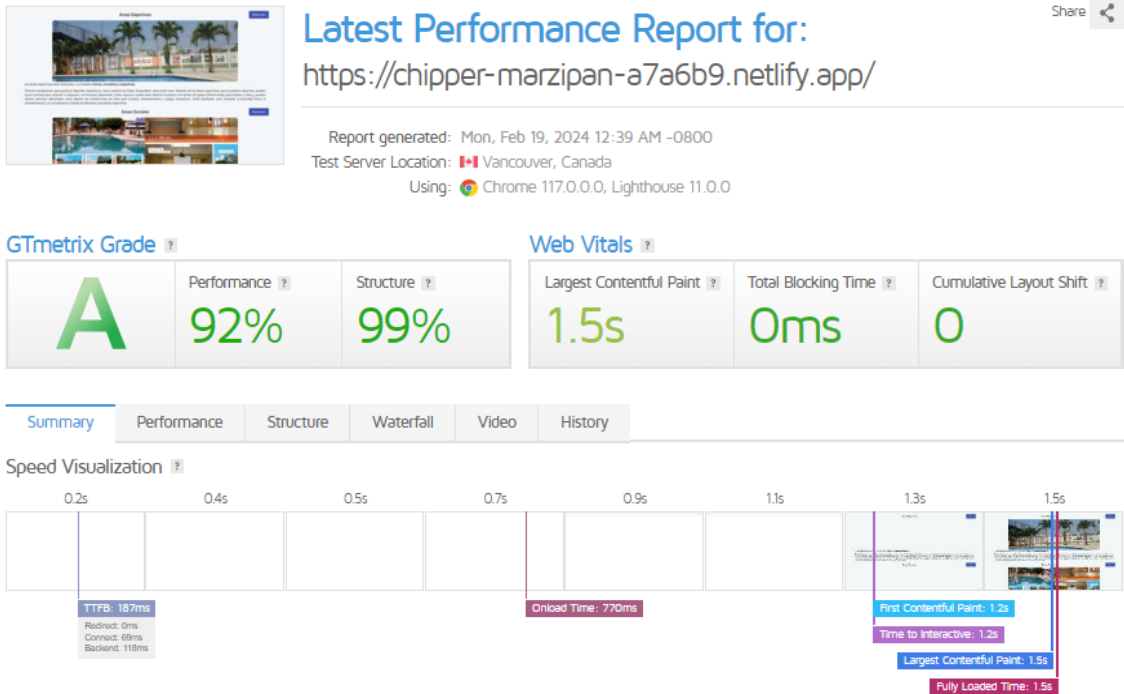 Areas Deportivas
Latest Performance Report for:
Share
https://chipper-marzipan-a7a6b9.netlify.app/
Areas Sociales
Report generated: Mon, Feb 19, 2024 12:39 AM -0800
Test Server Location: Vancouver, Canada
Using: Chrome 117.0.0.0, Lighthouse 11.0.0
GTmetrix Grade ?
Web Vitals ?
A
Performance ?
92%
Structure ?
99%
Largest Contentful Paint ?
1.5s
Total Blocking Time ?
0ms
Cumulative Layout Shift ?
0
Summary Performance Structure Waterfall Video History
Speed Visualization ?
0.2s 0.4s 0.5s 0.7s 0.9s 1.1s 1.3s 1.5s
TTFB: 187ms
Redirect: 0ms
Connect: 69ms
Backend: 118ms
Onload Time: 770ms
First Contentful Paint: 1.2s
Time to Interactive: 1.2s
Largest Contentful Paint: 1.5s
Fully Loaded Time: 1.5s